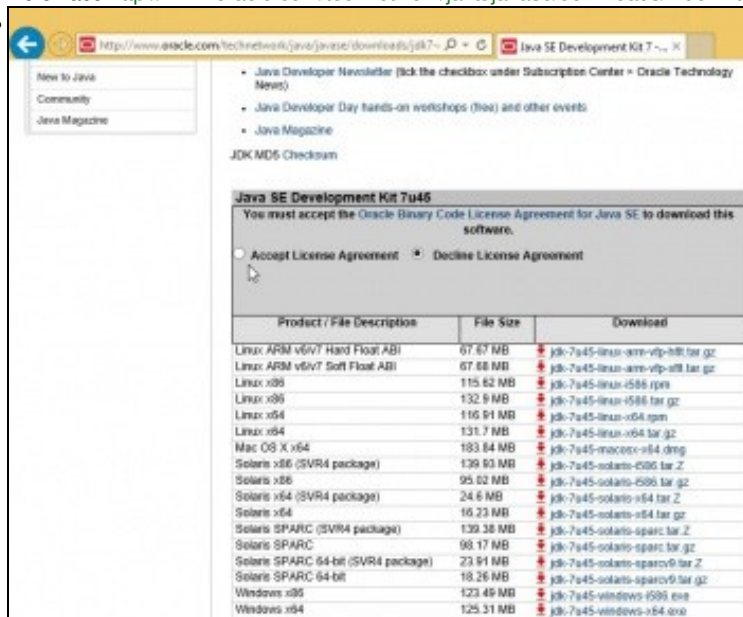 http://www.oracle.com/technetwork/java/javase/downloads/jdk7-
Java SE Development Kit 7 -...
New to Java
Community
Java Magazine
Java Developer Newsletter (tick the checkbox under Subscription Center > Oracle Technology
News)
Java Developer Day hands-on workshops (free) and other events
Java Magazine
JDK MD5 Checksum
Java SE Development Kit 7u45
You must accept the Oracle Binary Code License Agreement for Java SE to download this
software.
Accept License Agreement Decline License Agreement
Product / File Description File Size Download
Linux ARM v6/v7 Hard Float ABI 67.67 MB jdk-7u45-linux-arm-vfp-hflt.tar.gz
Linux ARM v6/v7 Soft Float ABI 67.68 MB jdk-7u45-linux-arm-vfp-sflt.tar.gz
Linux x86 115.62 MB jdk-7u45-linux-i586.rpm
Linux x86 132.9 MB jdk-7u45-linux-i586.tar.gz
Linux x64 116.91 MB jdk-7u45-linux-x64.rpm
Linux x64 131.7 MB jdk-7u45-linux-x64.tar.gz
Mac OS X x64 183.84 MB jdk-7u45-macosx-x64.dmg
Solaris x86 (SVR4 package) 139.93 MB jdk-7u45-solaris-i586.tar.Z
Solaris x86 95.02 MB jdk-7u45-solaris-i586.tar.gz
Solaris x64 (SVR4 package) 24.6 MB jdk-7u45-solaris-x64.tar.Z
Solaris x64 16.23 MB jdk-7u45-solaris-x64.tar.gz
Solaris SPARC (SVR4 package) 139.38 MB jdk-7u45-solaris-sparc.tar.Z
Solaris SPARC 98.17 MB jdk-7u45-solaris-sparc.tar.gz
Solaris SPARC 64-bit (SVR4 package) 23.91 MB jdk-7u45-solaris-sparcv9.tar.Z
Solaris SPARC 64-bit 18.26 MB jdk-7u45-solaris-sparcv9.tar.gz
Windows x86 123.49 MB jdk-7u45-windows-i586.exe
Windows x64 125.31 MB jdk-7u45-windows-x64.exe